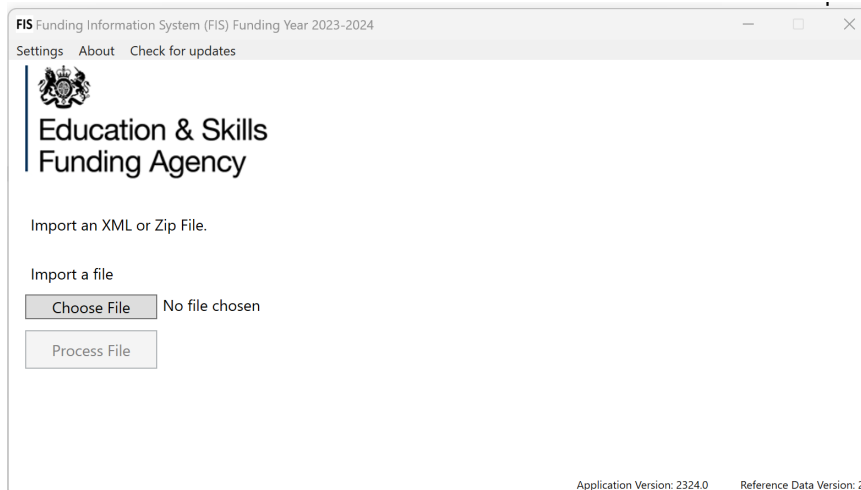 FIS Funding Information System (FIS) Funding Year 2023-2024
Settings About Check for updates
Education & Skills
Funding Agency
Import an XML or Zip File.
Import a file
Choose File No file chosen
Process File
Application Version: 2324.0 Reference Data Version: 2